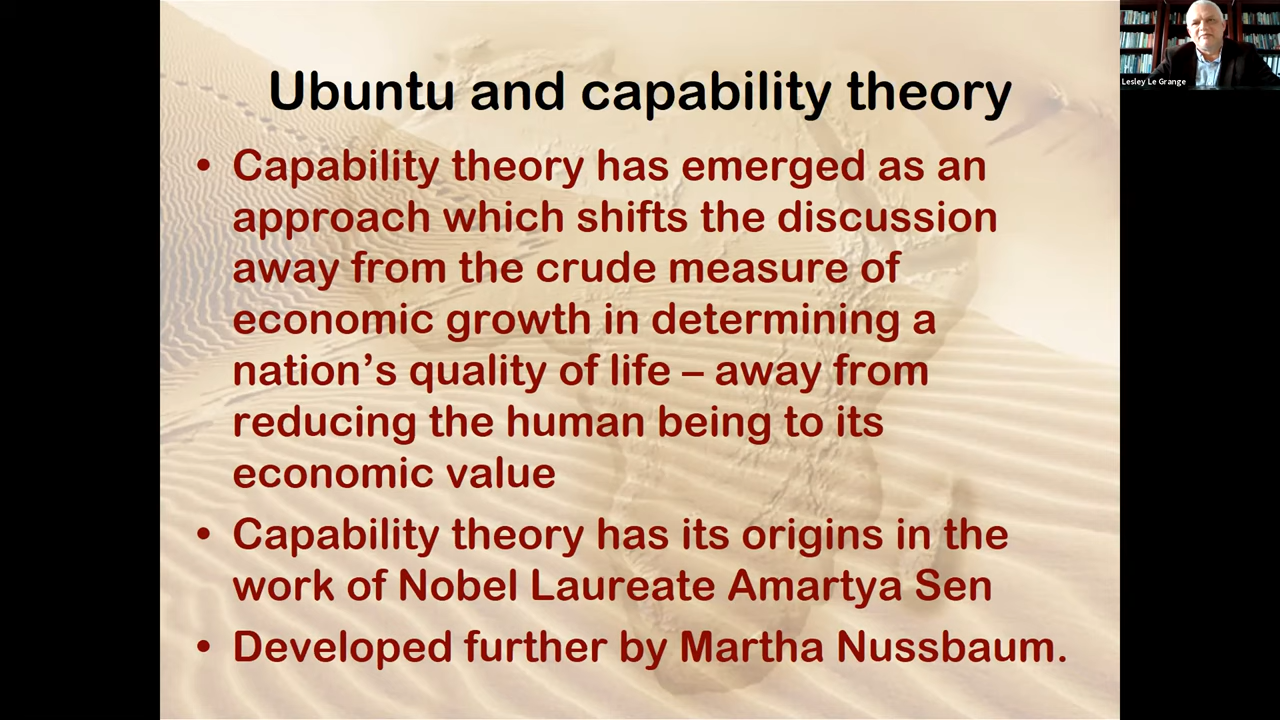 Ubuntu and capability theory
• Capability theory has emerged as an
approach which shifts the discussion
away from the crude measure of
economic growth in determining a
nation’s quality of life – away from
reducing the human being to its
economic value
• Capability theory has its origins in the
work of Nobel Laureate Amartya Sen
• Developed further by Martha Nussbaum.
Lesley Le Grange